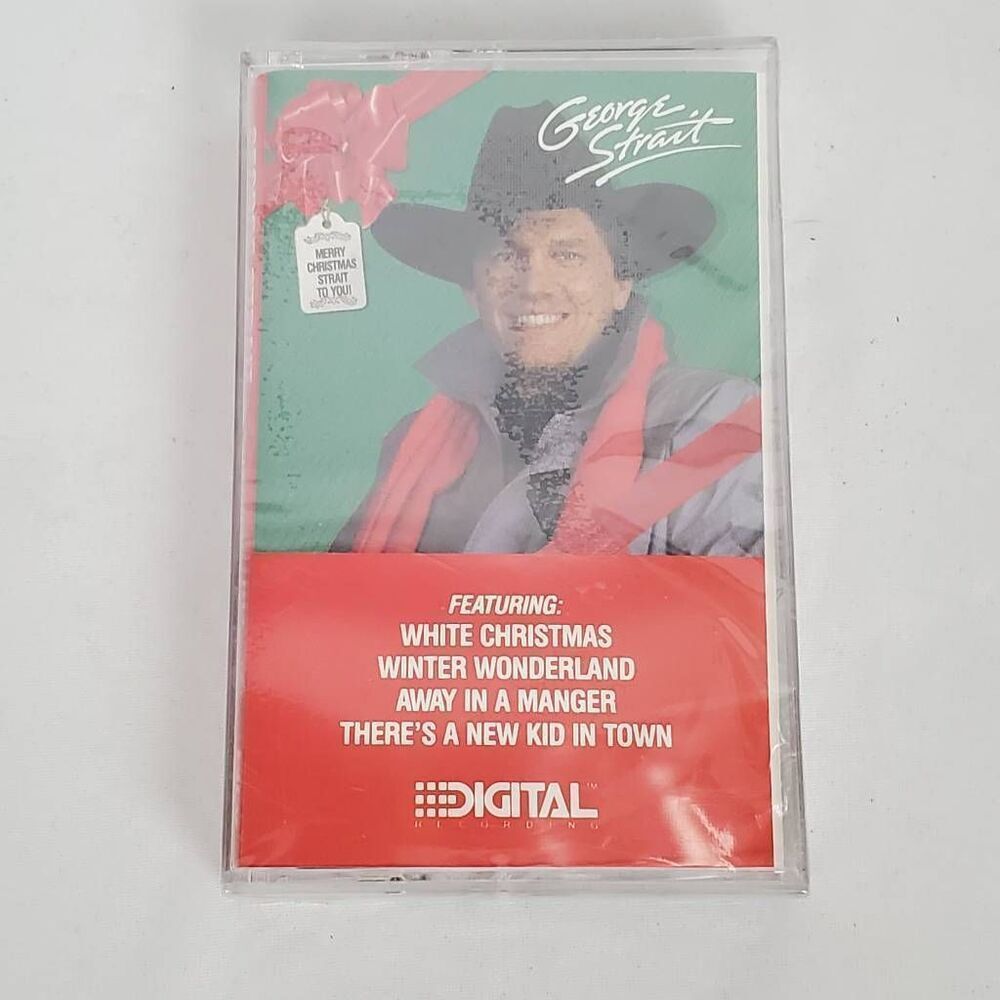 George
Strait
MERRY
CHRISTMAS
STRAIT
TO YOU!
FEATURING:
WHITE CHRISTMAS
WINTER WONDERLAND
AWAY IN A MANGER
THERE'S A NEW KID IN TOWN
DIGITAL™
RECORDING